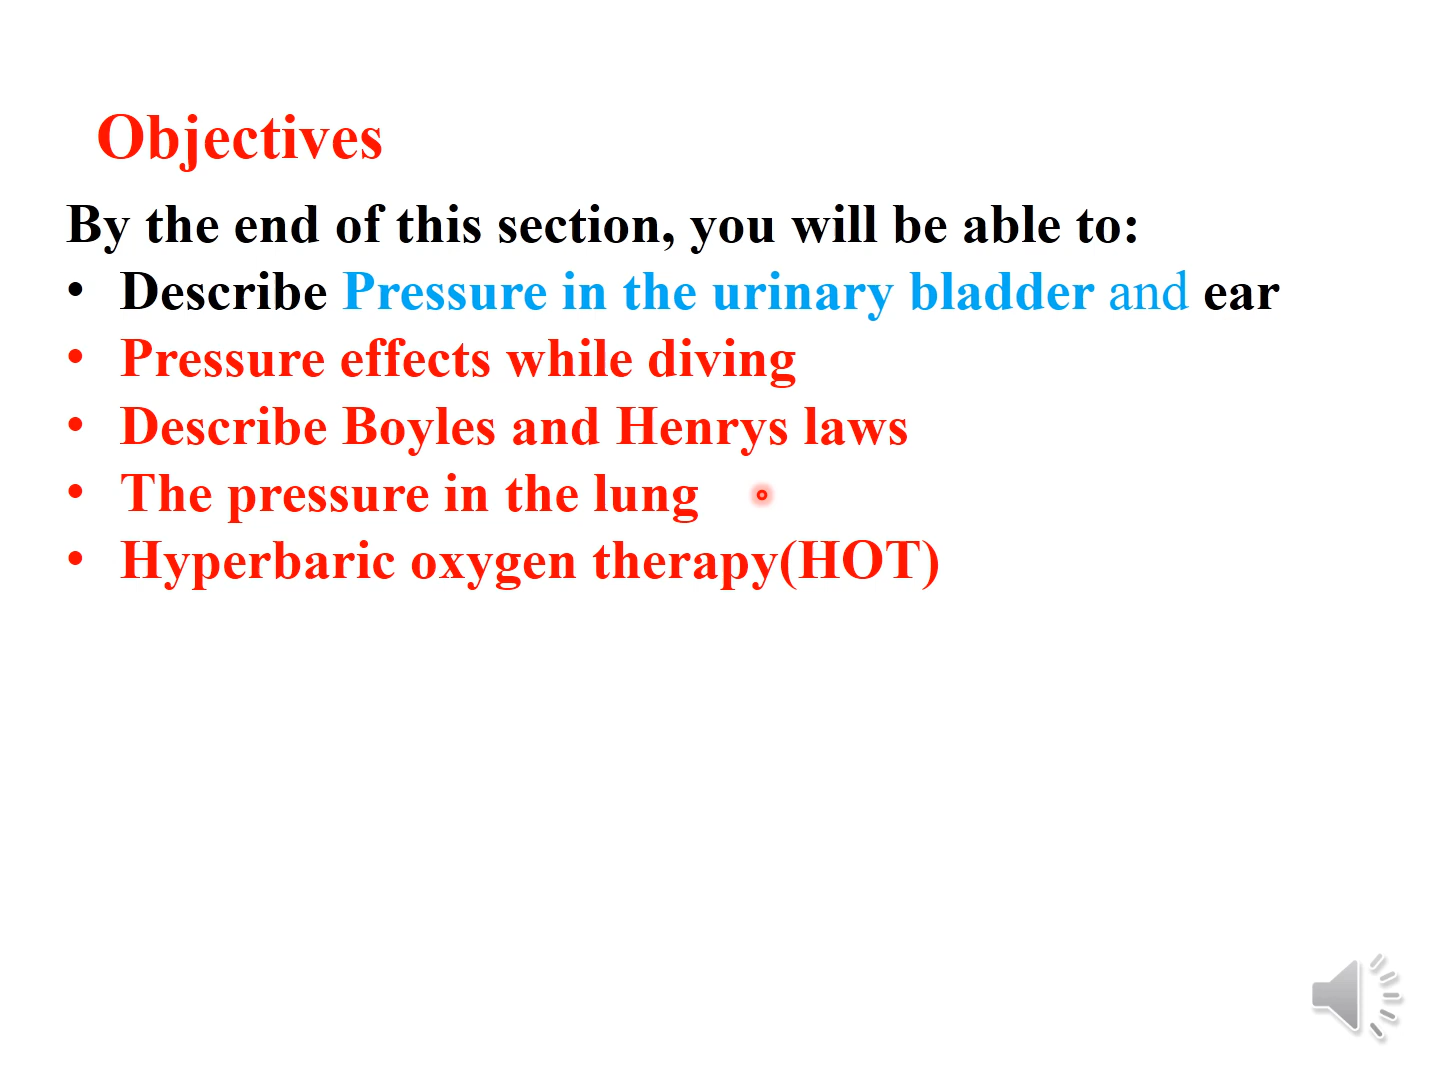 Objectives
By the end of this section, you will be able to:
• Describe Pressure in the urinary bladder and ear
• Pressure effects while diving
• Describe Boyles and Henrys laws
• The pressure in the lung
• Hyperbaric oxygen therapy(HOT)